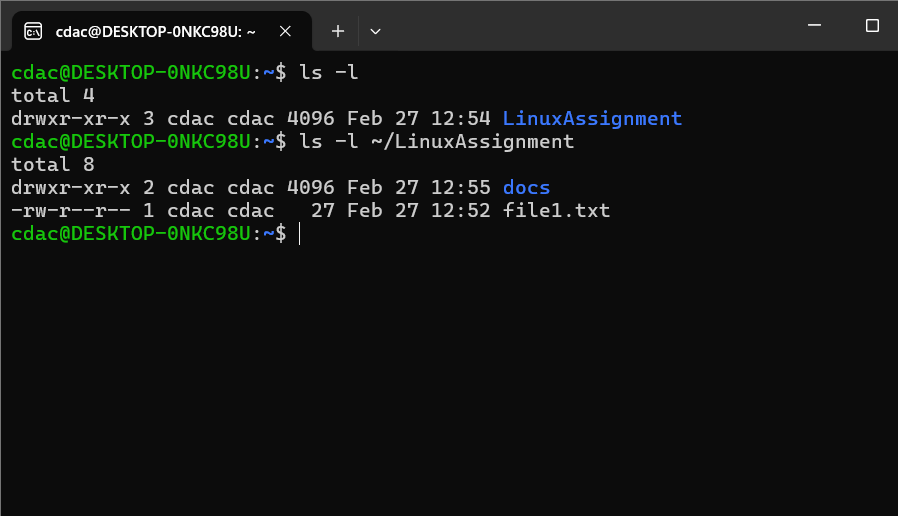 cdac@DESKTOP-0NKC98U: ~
cdac@DESKTOP-0NKC98U:~$ ls -l
total 4
drwxr-xr-x 3 cdac cdac 4096 Feb 27 12:54 LinuxAssignment
cdac@DESKTOP-0NKC98U:~$ ls -l ~/LinuxAssignment
total 8
drwxr-xr-x 2 cdac cdac 4096 Feb 27 12:55 docs
-rw-r--r-- 1 cdac cdac   27 Feb 27 12:52 file1.txt
cdac@DESKTOP-0NKC98U:~$